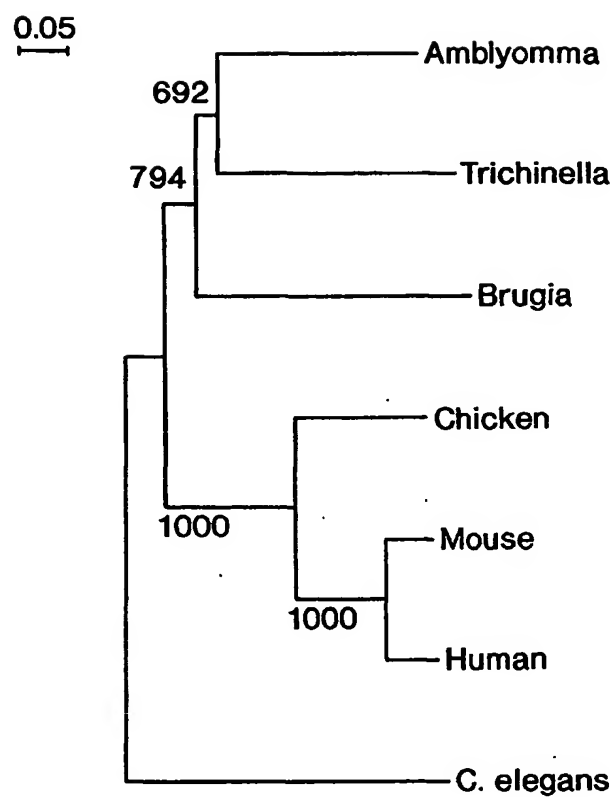 0.05
Amblyomma
692
Trichinella
794
Brugia
Chicken
1000
Mouse
1000
Human
C. elegans